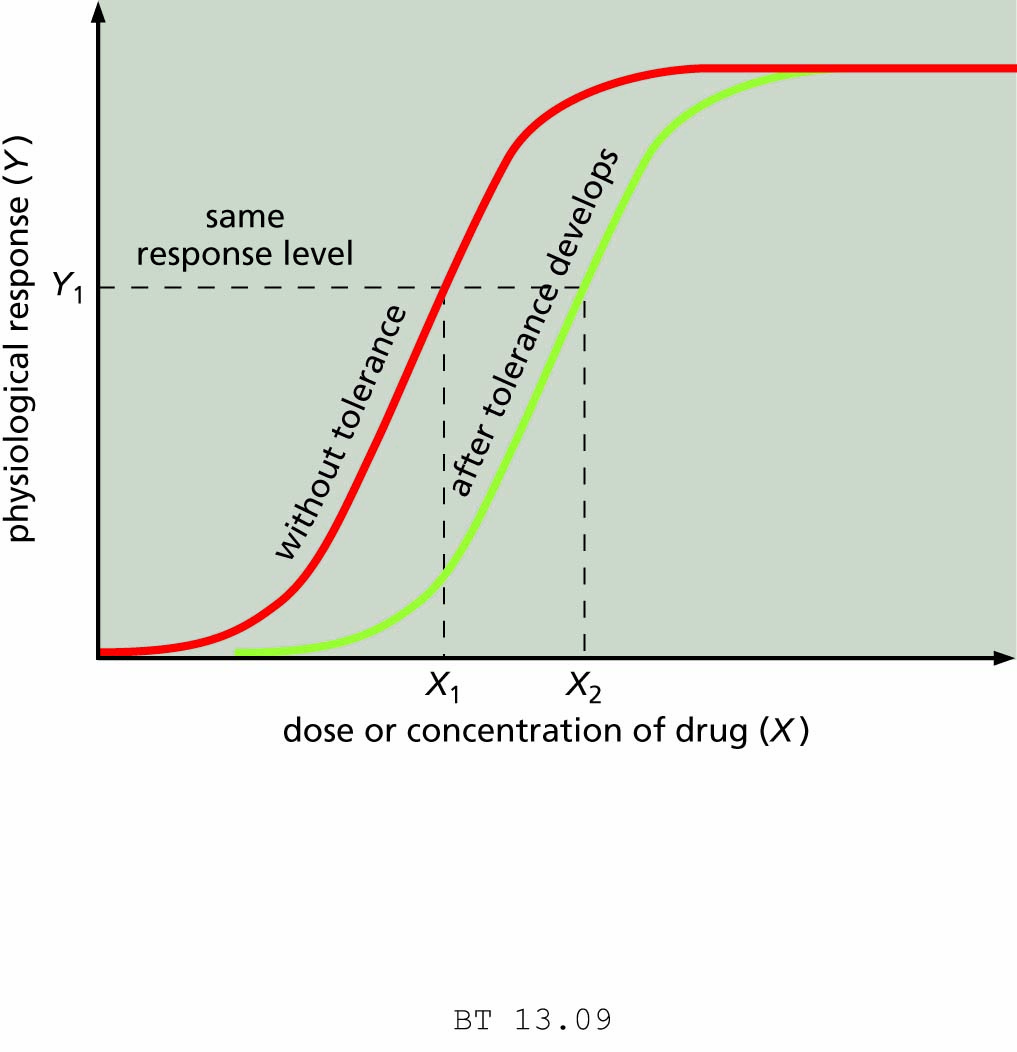 physiological response (Y)
same
response level
Y1
without tolerance
after tolerance develops
X1
X2
dose or concentration of drug (X)
BT 13.09